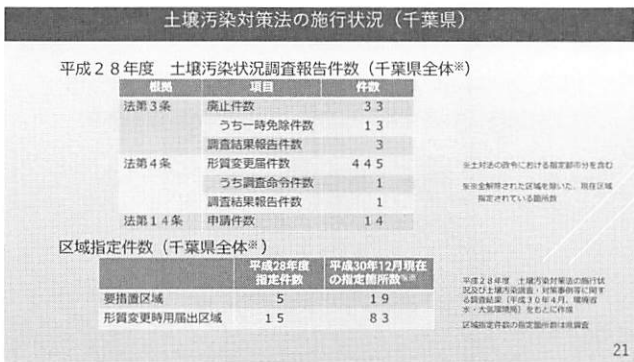 土壌汚染対策法の施行状況（千葉県）
平成２８年度　土壌汚染状況調査報告件数（千葉県全体※）
根拠 項目 件数
法第３条 廃止件数 ３３
うち一時免除件数 １３
調査結果報告件数 ３
法第４条 形質変更届件数 ４４５
うち調査命令件数 １
調査結果報告件数 １
法第１４条 申請件数 １４
※土対法の政令における指定都市分を含む
※※全解除された区域を除いた、現在区域
指定されている箇所数
区域指定件数（千葉県全体※）
平成28年度
指定件数
平成30年12月現在
の指定箇所数※※
要措置区域 ５ １９
形質変更時要届出区域 １５ ８３
平成２８年度　土壌汚染対策法の施行状
況及び土壌汚染調査・対策事例等に関す
る調査結果（平成３０年４月、環境省
水・大気環境局）をもとに作成
区域指定件数の指定箇所数は県調査
21